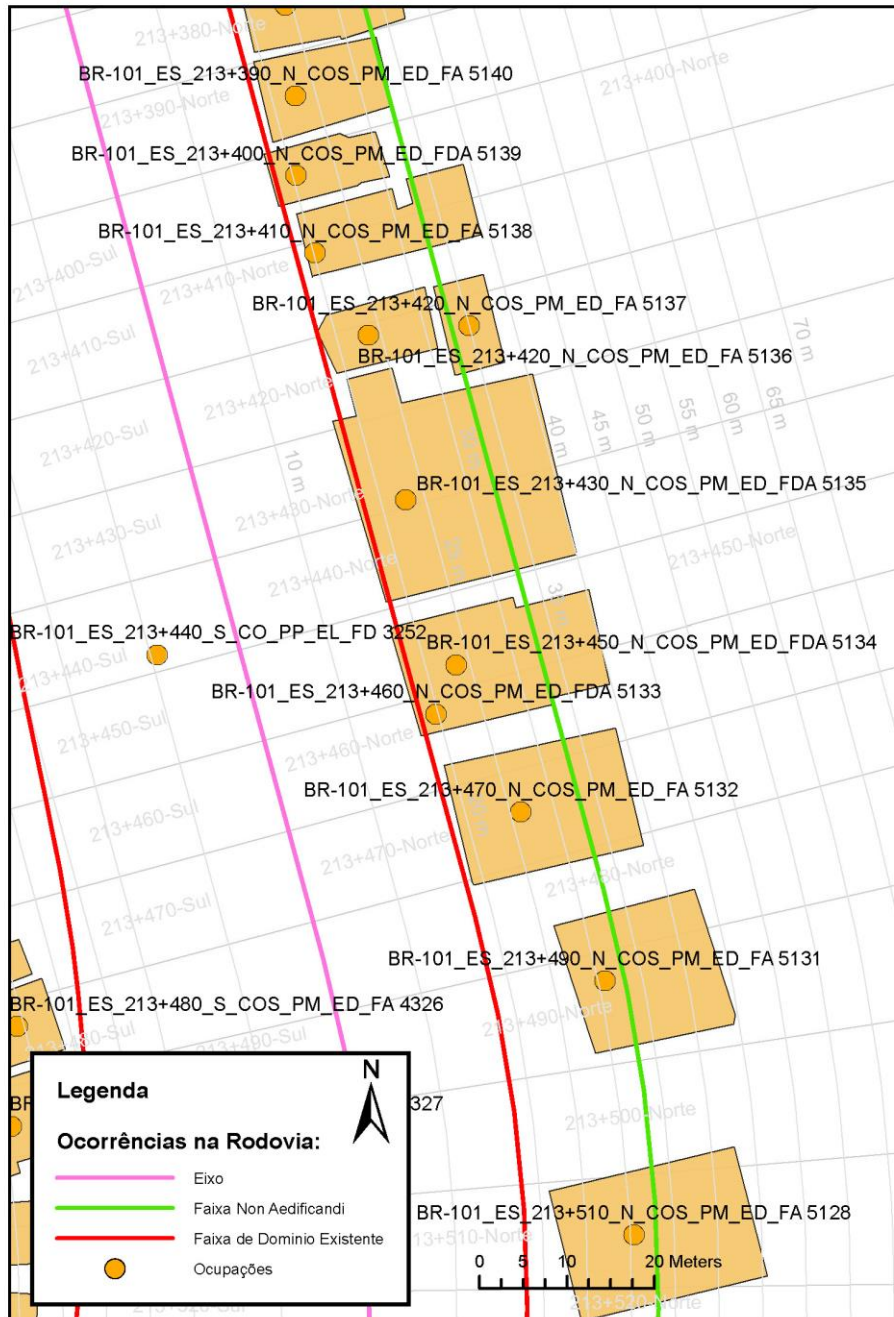 213+380-Norte
BR-101_ES_213+390_N_COS_PM_ED_FA 5140
213+400-Norte
213+390-Norte
BR-101_ES_213+400_N_COS_PM_ED_FDA 5139
BR-101_ES_213+410_N_COS_PM_ED_FA 5138
213+400-Sul
213+410-Norte
BR-101_ES_213+420_N_COS_PM_ED_FA 5137
213+410-Sul
BR-101_ES_213+420_N_COS_PM_ED_FA 5136
70 m
213+420-Norte
65 m
60 m
55 m
50 m
45 m
40 m
213+420-Sul
10 m
BR-101_ES_213+430_N_COS_PM_ED_FDA 5135
213+430-Norte
213+430-Sul
213+450-Norte
213+440-Norte
BR-101_ES_213+440_S_CO_PP_EL_FD 3252
BR-101_ES_213+450_N_COS_PM_ED_FDA 5134
213+440-Sul
BR-101_ES_213+460_N_COS_PM_ED_FDA 5133
213+450-Sul
213+460-Norte
BR-101_ES_213+470_N_COS_PM_ED_FA 5132
213+460-Sul
213+470-Norte
213+480-Norte
213+470-Sul
BR-101_ES_213+490_N_COS_PM_ED_FA 5131
BR-101_ES_213+480_S_COS_PM_ED_FA 4326
213+490-Norte
213+480-Sul
213+490-Sul
BR
327
213+500-Norte
Legenda
N
Ocorrências na Rodovia:
Eixo
Faixa Non Aedificandi
Faixa de Dominio Existente
Ocupações
BR-101_ES_213+510_N_COS_PM_ED_FA 5128
13+510-Norte
0 5 10 20 Meters
213+520-Norte
213+520-Sul